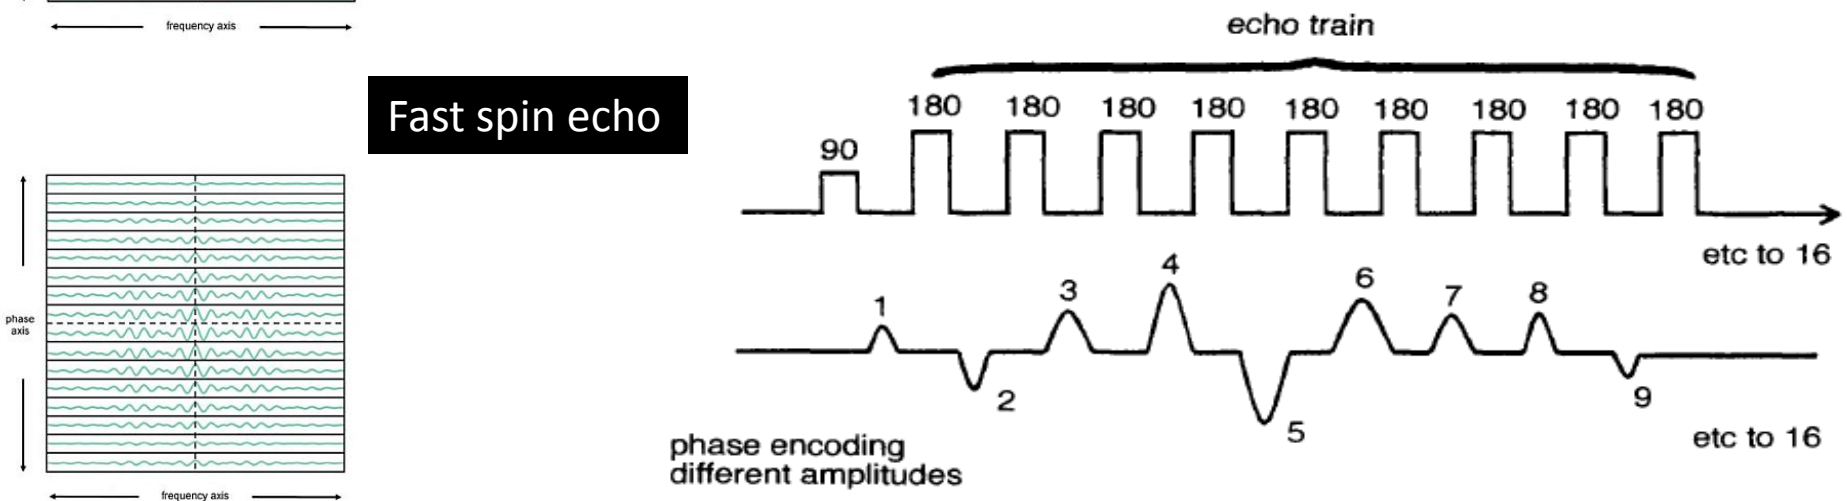 frequency axis
Fast spin echo
phase
axis
frequency axis
echo train
180 180 180 180 180 180 180 180 180
90
etc to 16
1
2
3
4
5
6
7
8
9
etc to 16
phase encoding
different amplitudes